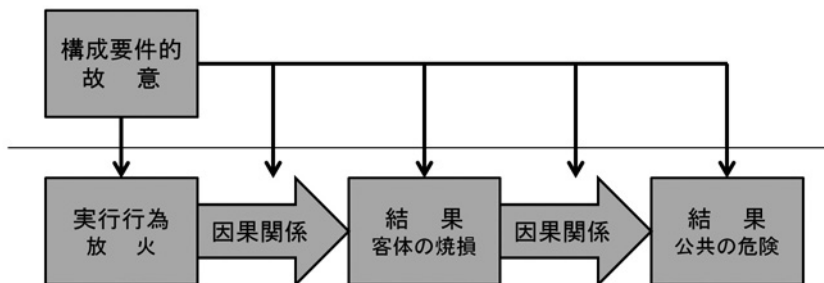 構成要件的
故 意
実行行為
放 火
因果関係
結 果
客体の焼損
因果関係
結 果
公共の危険